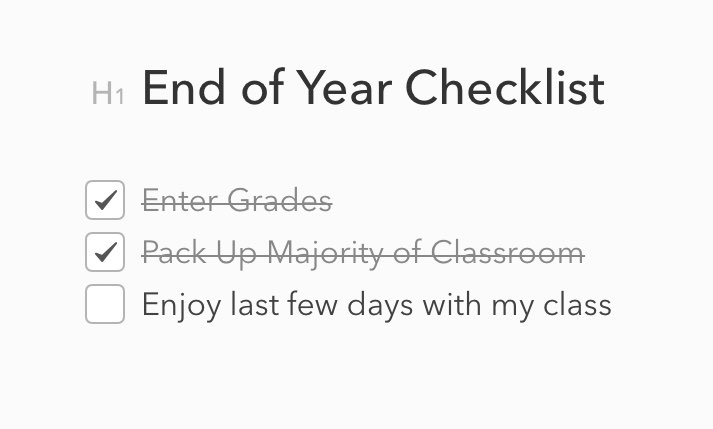 H1 End of Year Checklist
Enter Grades
Pack Up Majority of Classroom
Enjoy last few days with my class